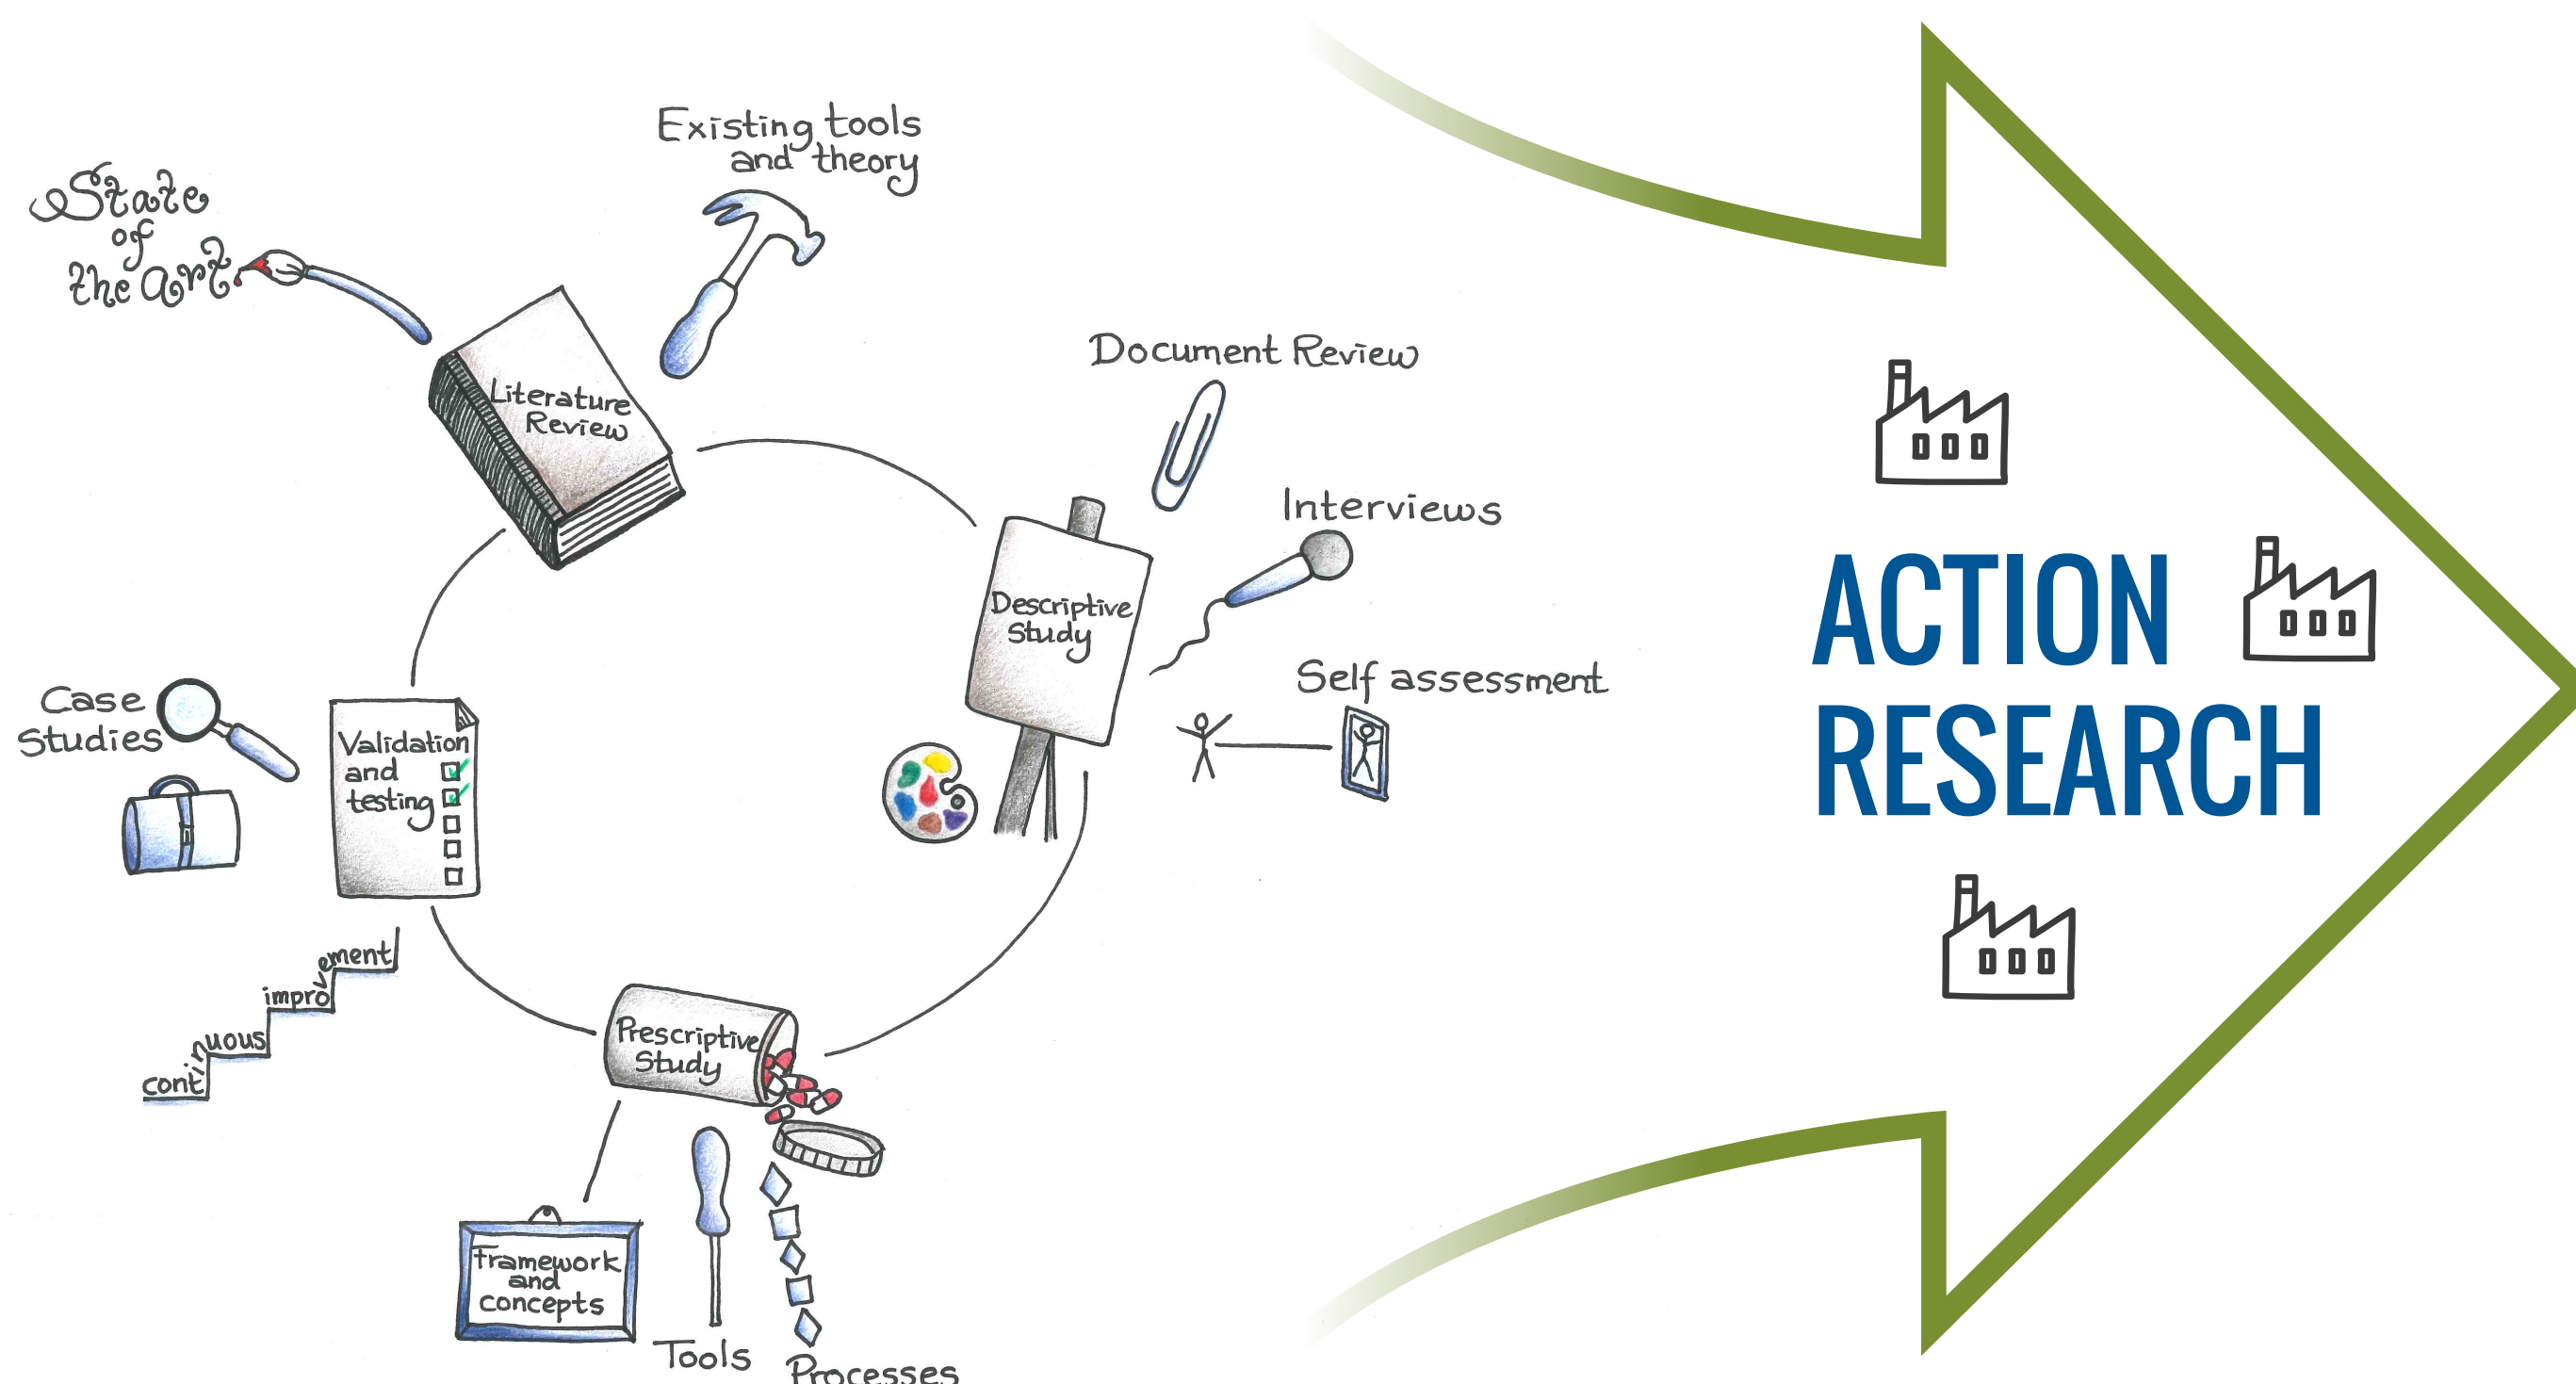 Existing tools
and theory
State
of
the Art
Literature
Review
Document Review
Interviews
Descriptive
Study
Self assessment
Case
Studies
Validation
and
testing
continuous improvement
Prescriptive
Study
Framework
and
concepts
Tools
Processes
ACTION
RESEARCH